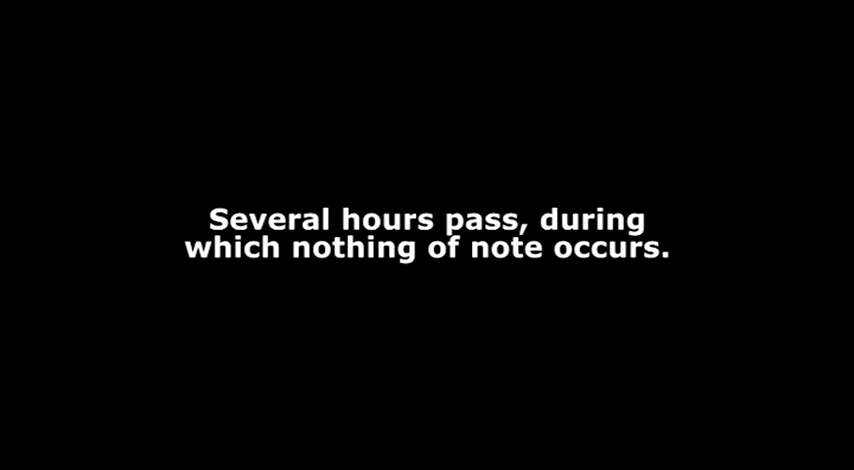 Several hours pass, during
which nothing of note occurs.